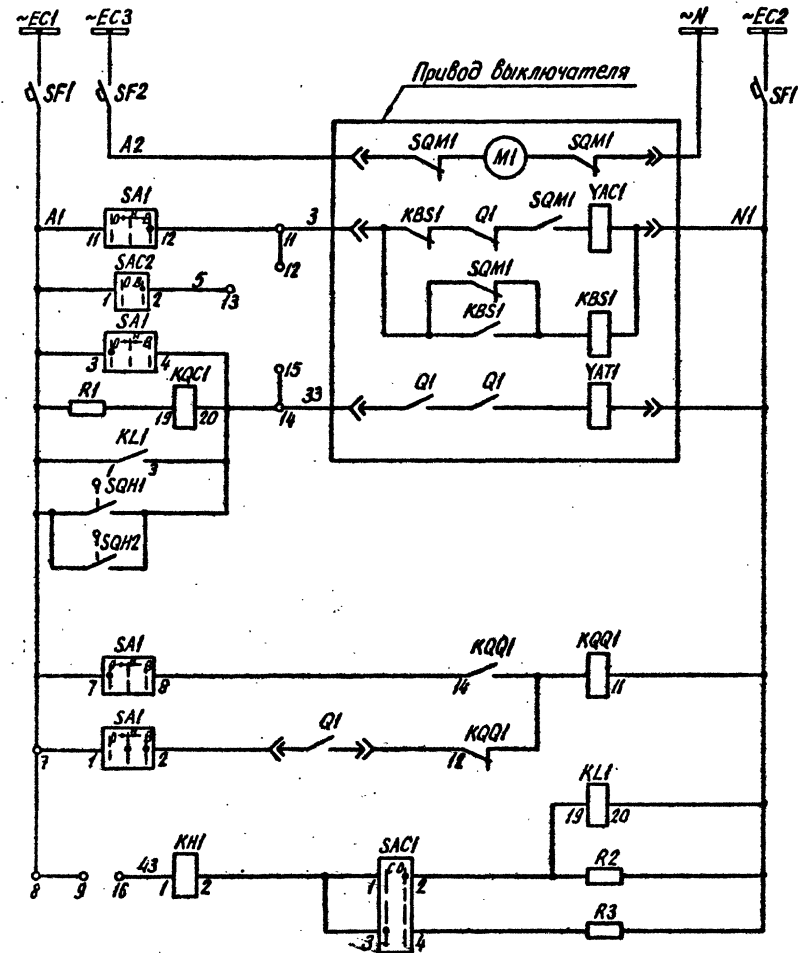 ~EC1 ~EC3 ~N ~EC2
SF1 SF2 SF1
Привод выключателя
A2 SQM1 M1 SQM1
SA1
A1 11 12 11 3 KBS1 Q1 SQM1 YAC1 N1
12
SAC2
1 2 5 13
SQM1
KBS1 KBS1
SA1
3 4
R1 KQC1 19 20 15 14 33 Q1 Q1 YAT1
KL1
1 3
SQH1
SQH2
SA1 KQQ1 KQQ1
7 8 14 11
SA1 Q1 KQQ1
7 1 2 12
KL1
19 20
KH1 SAC1 R2
8 9 16 43 1 2 1 2
R3
3 4